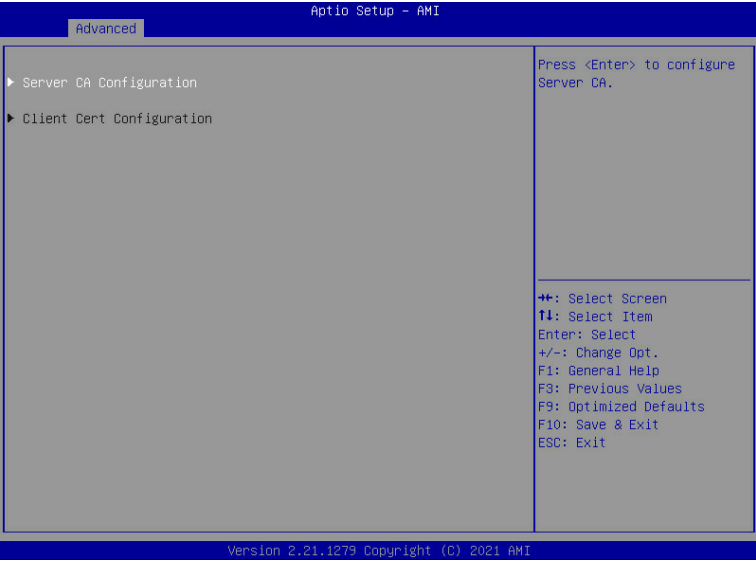 Aptio Setup – AMI
Advanced
▶ Server CA Configuration
▶ Client Cert Configuration
Press <Enter> to configure
Server CA.
→←: Select Screen
↑↓: Select Item
Enter: Select
+/-: Change Opt.
F1: General Help
F3: Previous Values
F9: Optimized Defaults
F10: Save & Exit
ESC: Exit
Version 2.21.1279 Copyright (C) 2021 AMI